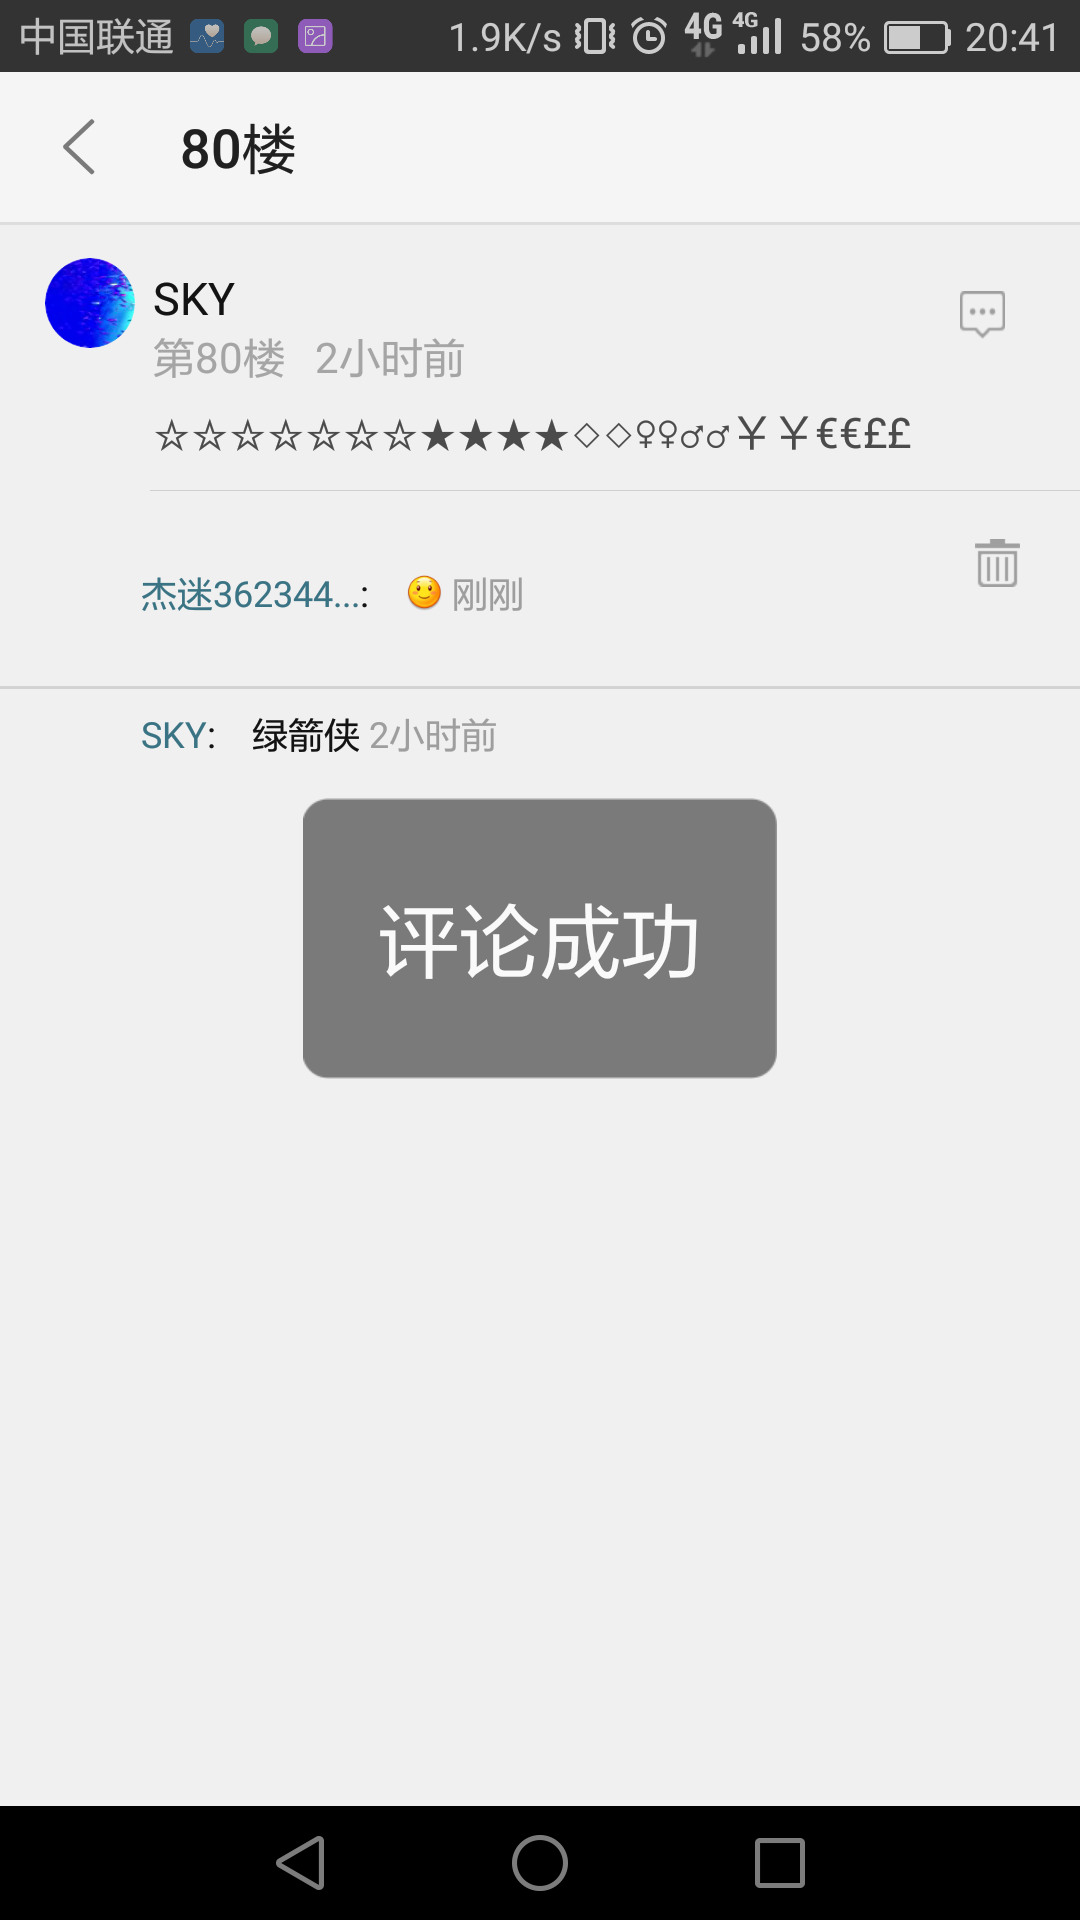 中国联通 1.9K/s 4G 4G 58% 20:41
80楼
SKY
第80楼 2小时前
☆☆☆☆☆☆☆★★★★◇◇♀♀♂♂￥￥€€££
杰迷362344...: 😊 刚刚
SKY: 绿箭侠 2小时前
评论成功